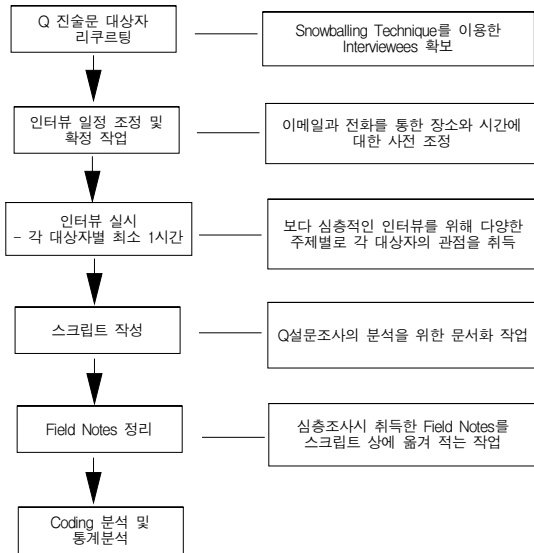 Q 진술문 대상자
리쿠르팅
Snowballing Technique를 이용한
Interviewees 확보
인터뷰 일정 조정 및
확정 작업
이메일과 전화를 통한 장소와 시간에
대한 사전 조정
인터뷰 실시
- 각 대상자별 최소 1시간
보다 심층적인 인터뷰를 위해 다양한
주제별로 각 대상자의 관점을 취득
스크립트 작성
Q설문조사의 분석을 위한 문서화 작업
Field Notes 정리
심층조사시 취득한 Field Notes를
스크립트 상에 옮겨 적는 작업
Coding 분석 및
통계분석